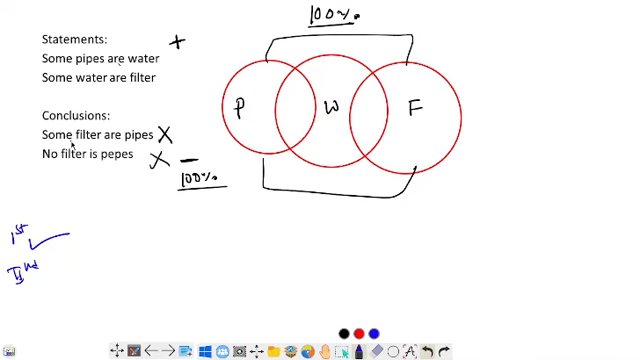 100%.
Statements: +
Some pipes are water
Some water are filter
P W F
Conclusions:
Some filter are pipes X
No filter is pepes X –
100%.
1st ✓
IInd